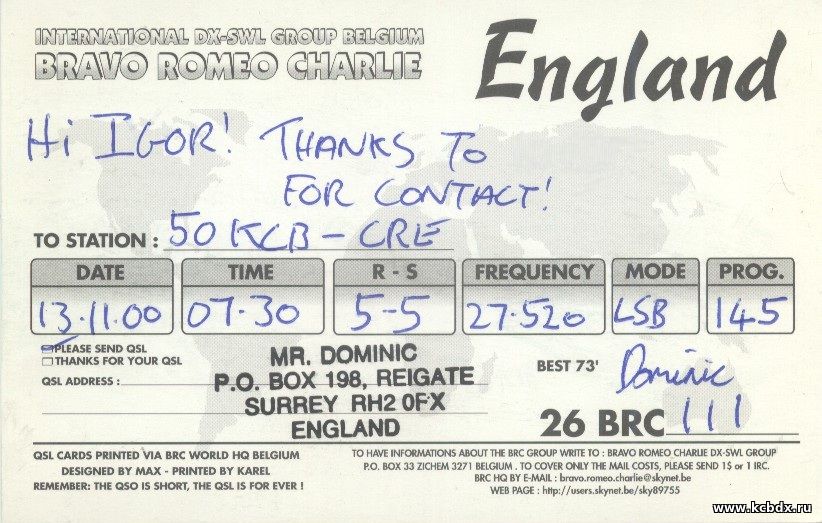 INTERNATIONAL DX-SWL GROUP BELGIUM
BRAVO ROMEO CHARLIE
England
Hi IGOR! THANKS To
FOR CONTACT!
TO STATION : 50 KCB - CRE
DATE TIME R - S FREQUENCY MODE PROG.
13.11.00 07.30 5-5 27.520 LSB 145
PLEASE SEND QSL
THANKS FOR YOUR QSL
QSL ADDRESS :
MR. DOMINIC
P.O. BOX 198, REIGATE
SURREY RH2 0FX
ENGLAND
BEST 73' Dominic
26 BRC 111
QSL CARDS PRINTED VIA BRC WORLD HQ BELGIUM
DESIGNED BY MAX - PRINTED BY KAREL
REMEMBER: THE QSO IS SHORT, THE QSL IS FOR EVER !
TO HAVE INFORMATIONS ABOUT THE BRC GROUP WRITE TO : BRAVO ROMEO CHARLIE DX-SWL GROUP
P.O. BOX 33 ZICHEM 3271 BELGIUM . TO COVER ONLY THE MAIL COSTS, PLEASE SEND 1$ or 1 IRC.
BRC HQ BY E-MAIL : bravo.romeo.charlie@skynet.be
WEB PAGE : http://users.skynet.be/sky89755
www.kcbdx.ru